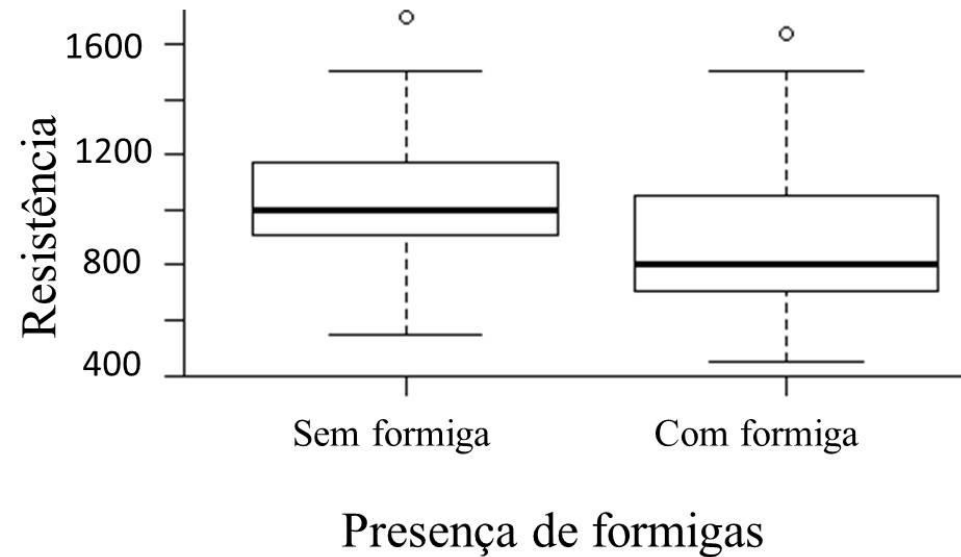 1600
1200
800
400
Resistência
Sem formiga
Com formiga
Presença de formigas